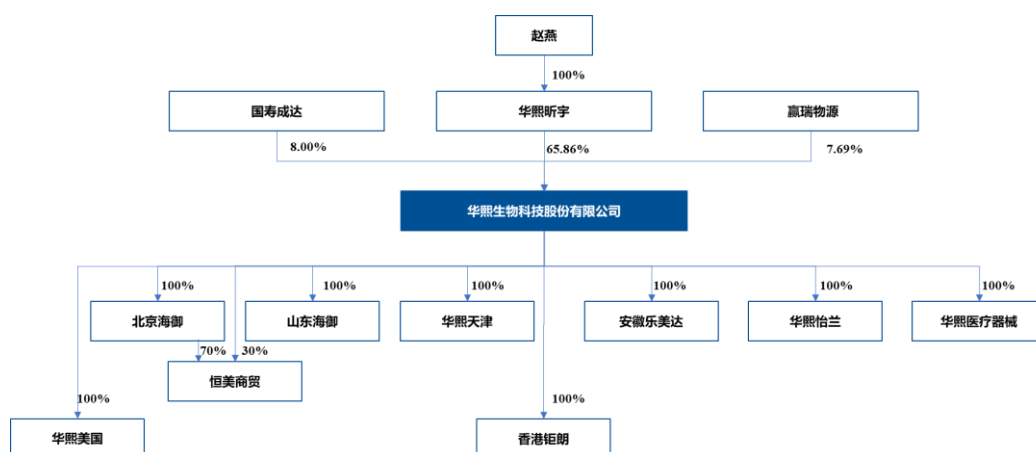 赵燕
100%
国寿成达
华熙昕宇
赢瑞物源
8.00%
65.86%
7.69%
华熙生物科技股份有限公司
100%
100%
100%
100%
100%
100%
北京海御
山东海御
华熙天津
安徽乐美达
华熙怡兰
华熙医疗器械
70%
30%
恒美商贸
100%
100%
华熙美国
香港钜朗